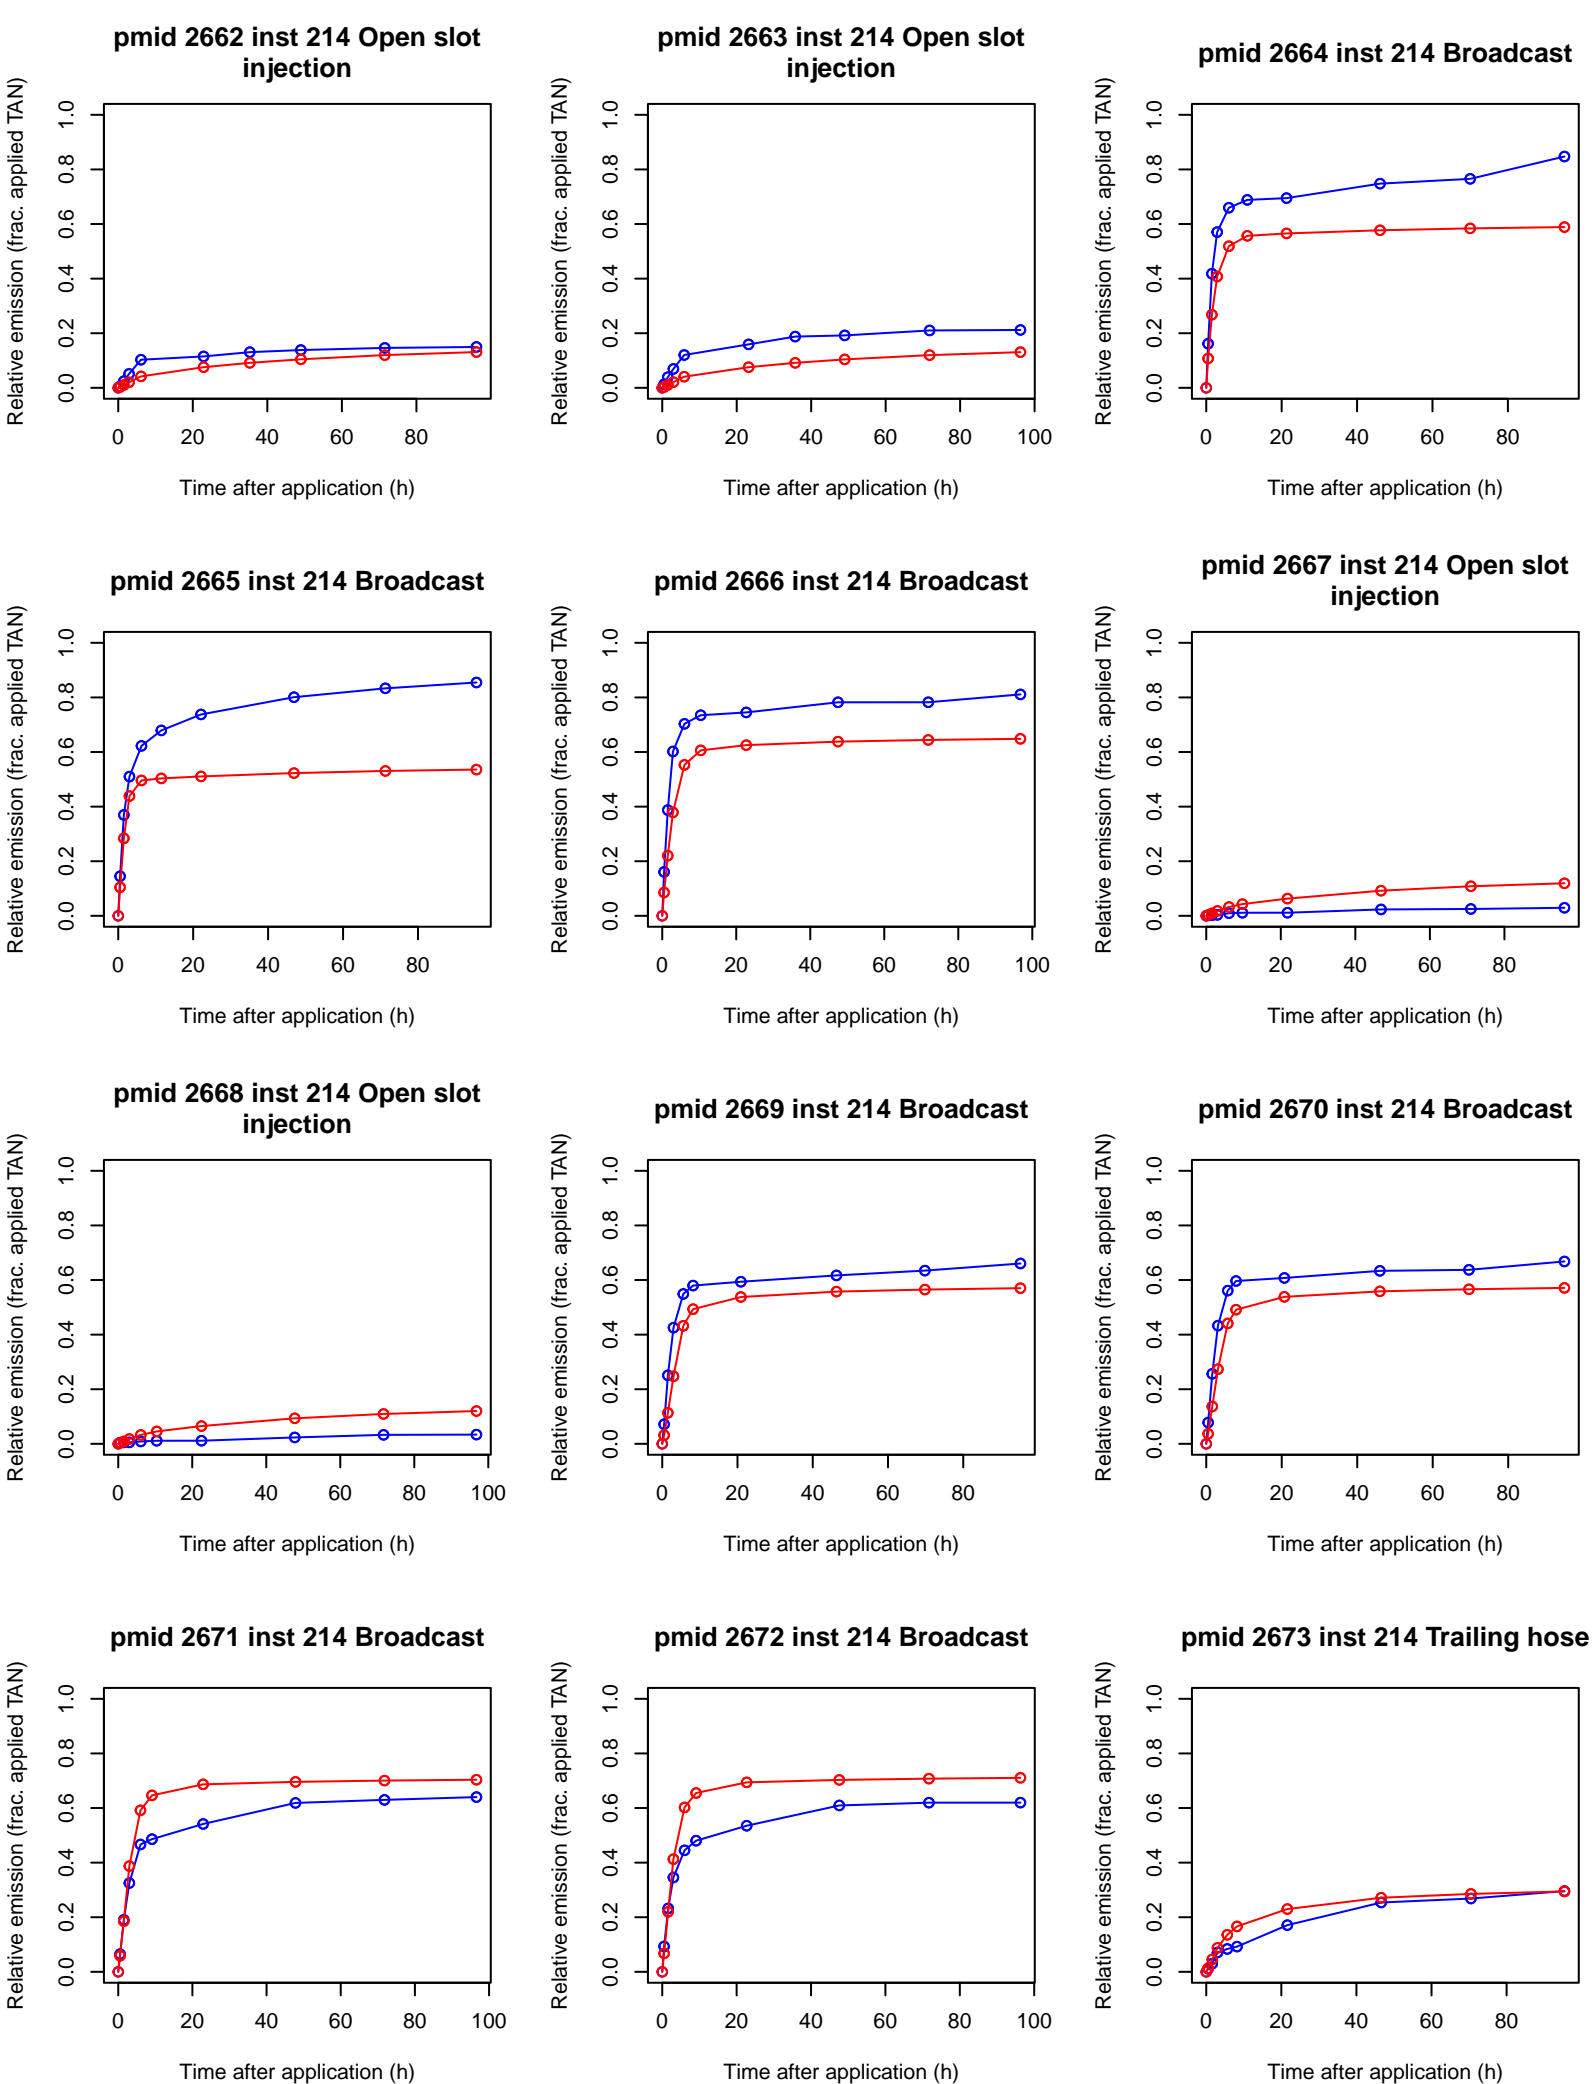 pmid 2662 inst 214 Open slot
injection
Relative emission (frac. applied TAN)
0.0 0.2 0.4 0.6 0.8 1.0
0 20 40 60 80
Time after application (h)
pmid 2663 inst 214 Open slot
injection
Relative emission (frac. applied TAN)
0.0 0.2 0.4 0.6 0.8 1.0
0 20 40 60 80 100
Time after application (h)
pmid 2664 inst 214 Broadcast
Relative emission (frac. applied TAN)
0.0 0.2 0.4 0.6 0.8 1.0
0 20 40 60 80
Time after application (h)
pmid 2665 inst 214 Broadcast
Relative emission (frac. applied TAN)
0.0 0.2 0.4 0.6 0.8 1.0
0 20 40 60 80
Time after application (h)
pmid 2666 inst 214 Broadcast
Relative emission (frac. applied TAN)
0.0 0.2 0.4 0.6 0.8 1.0
0 20 40 60 80 100
Time after application (h)
pmid 2667 inst 214 Open slot
injection
Relative emission (frac. applied TAN)
0.0 0.2 0.4 0.6 0.8 1.0
0 20 40 60 80
Time after application (h)
pmid 2668 inst 214 Open slot
injection
Relative emission (frac. applied TAN)
0.0 0.2 0.4 0.6 0.8 1.0
0 20 40 60 80 100
Time after application (h)
pmid 2669 inst 214 Broadcast
Relative emission (frac. applied TAN)
0.0 0.2 0.4 0.6 0.8 1.0
0 20 40 60 80
Time after application (h)
pmid 2670 inst 214 Broadcast
Relative emission (frac. applied TAN)
0.0 0.2 0.4 0.6 0.8 1.0
0 20 40 60 80
Time after application (h)
pmid 2671 inst 214 Broadcast
Relative emission (frac. applied TAN)
0.0 0.2 0.4 0.6 0.8 1.0
0 20 40 60 80 100
Time after application (h)
pmid 2672 inst 214 Broadcast
Relative emission (frac. applied TAN)
0.0 0.2 0.4 0.6 0.8 1.0
0 20 40 60 80 100
Time after application (h)
pmid 2673 inst 214 Trailing hose
Relative emission (frac. applied TAN)
0.0 0.2 0.4 0.6 0.8 1.0
0 20 40 60 80
Time after application (h)